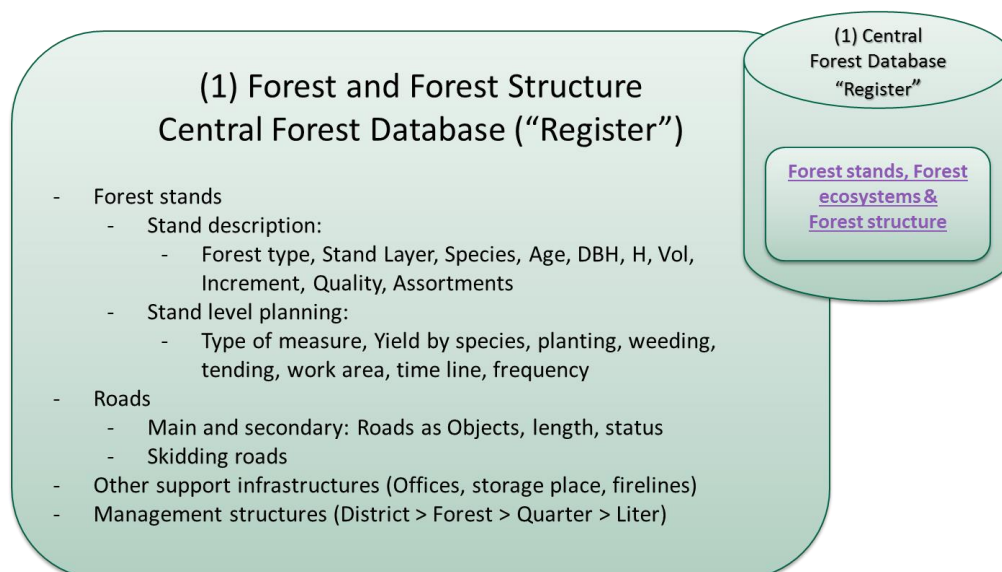 (1) Forest and Forest Structure
Central Forest Database (“Register”)
- Forest stands
- Stand description:
- Forest type, Stand Layer, Species, Age, DBH, H, Vol,
Increment, Quality, Assortments
- Stand level planning:
- Type of measure, Yield by species, planting, weeding,
tending, work area, time line, frequency
- Roads
- Main and secondary: Roads as Objects, length, status
- Skidding roads
- Other support infrastructures (Offices, storage place, firelines)
- Management structures (District > Forest > Quarter > Liter)
(1) Central
Forest Database
“Register”
Forest stands, Forest
ecosystems &
Forest structure